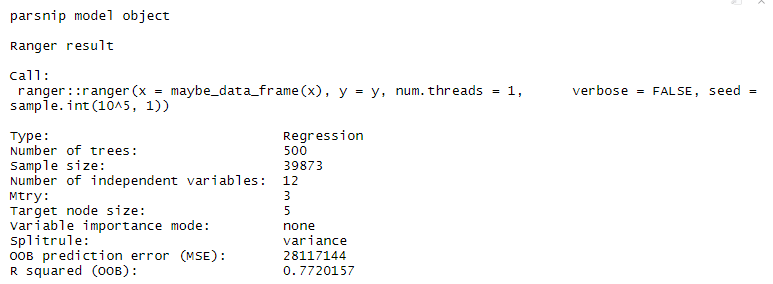 parsnip model object
Ranger result
Call:
ranger::ranger(x = maybe_data_frame(x), y = y, num.threads = 1,      verbose = FALSE, seed =
sample.int(10^5, 1))
Type:                             Regression
Number of trees:                  500
Sample size:                      39873
Number of independent variables:  12
Mtry:                             3
Target node size:                 5
Variable importance mode:         none
Splitrule:                        variance
OOB prediction error (MSE):       28117144
R squared (OOB):                  0.7720157